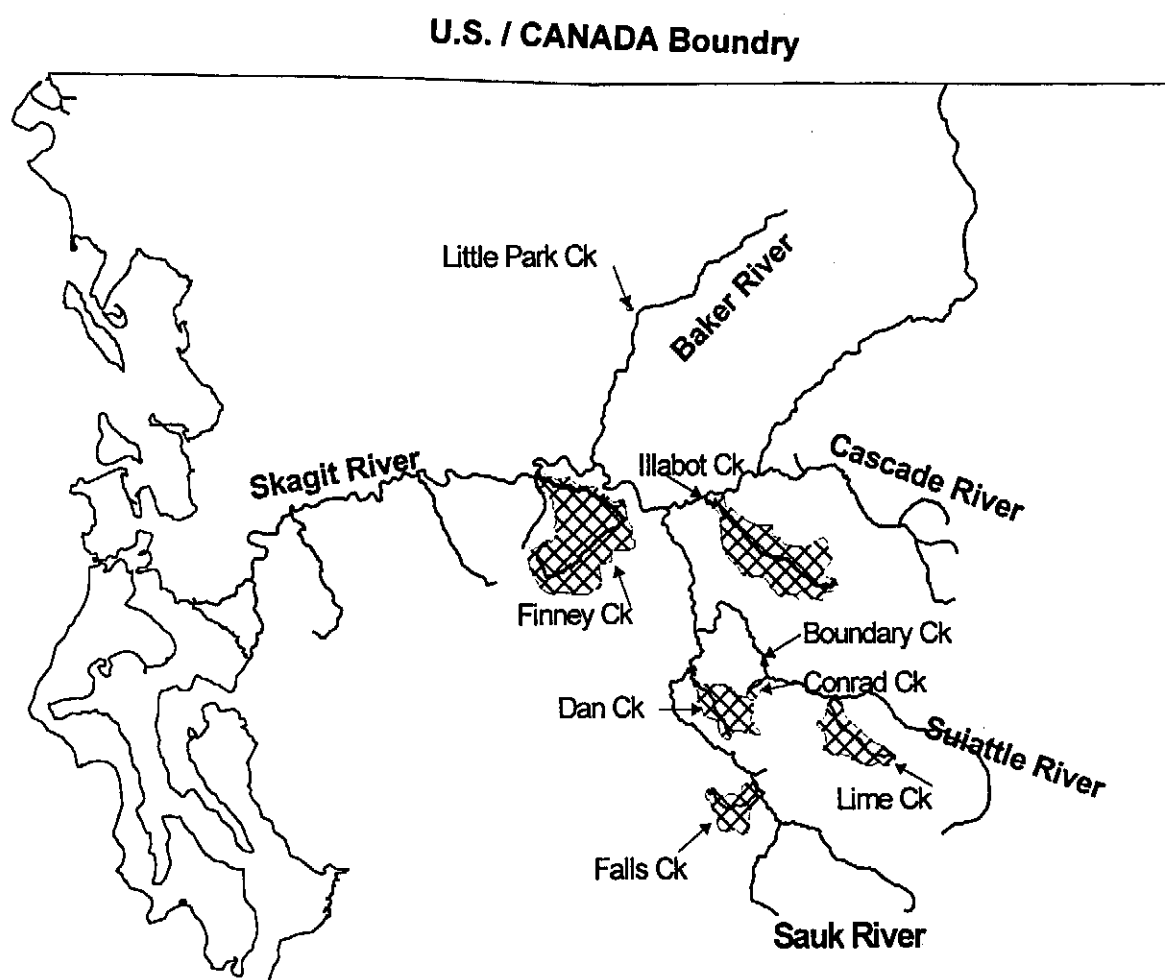 U.S. / CANADA Boundry
Little Park Ck
Baker River
Skagit River
Illabot Ck
Cascade River
Finney Ck
Boundary Ck
Conrad Ck
Dan Ck
Suiattle River
Lime Ck
Falls Ck
Sauk River